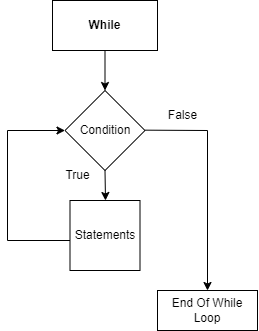 While
Condition
False
True
Statements
End Of While
Loop